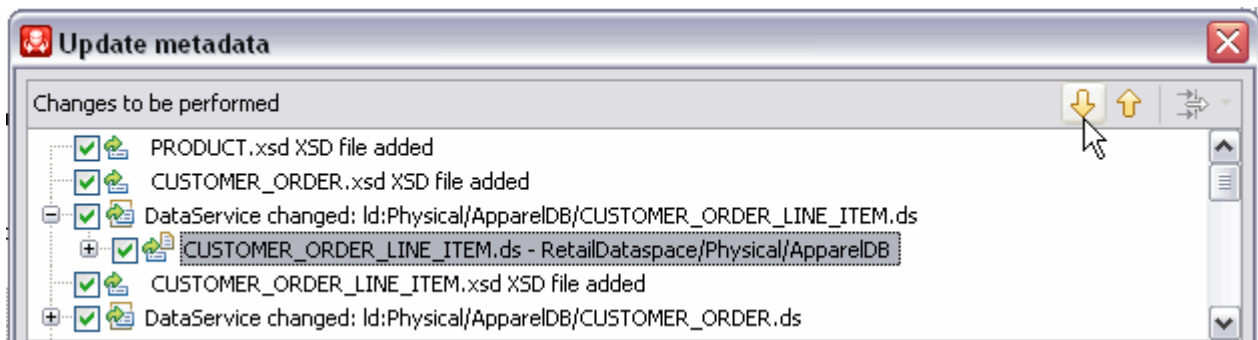 Update metadata
Changes to be performed
PRODUCT.xsd XSD file added
CUSTOMER_ORDER.xsd XSD file added
DataService changed: ld:Physical/ApparelDB/CUSTOMER_ORDER_LINE_ITEM.ds
CUSTOMER_ORDER_LINE_ITEM.ds - RetailDataspace/Physical/ApparelDB
CUSTOMER_ORDER_LINE_ITEM.xsd XSD file added
DataService changed: ld:Physical/ApparelDB/CUSTOMER_ORDER.ds